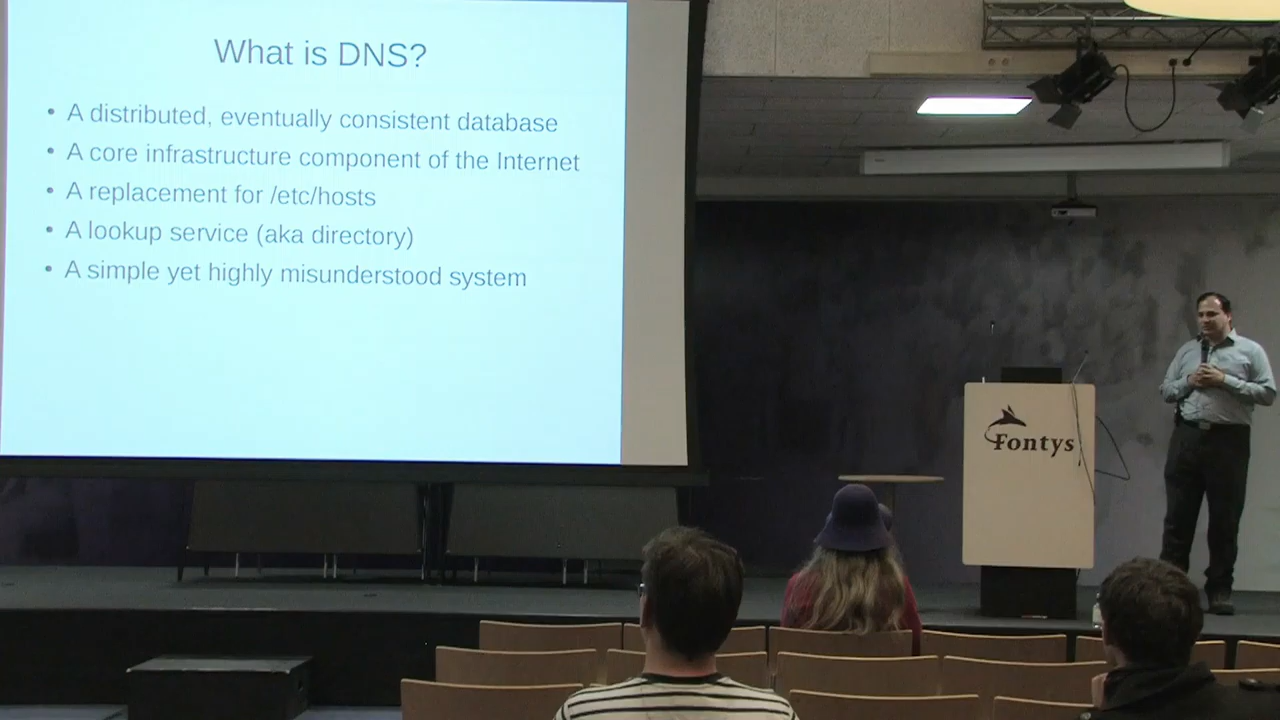 What is DNS?
• A distributed, eventually consistent database
• A core infrastructure component of the Internet
• A replacement for /etc/hosts
• A lookup service (aka directory)
• A simple yet highly misunderstood system
Fontys